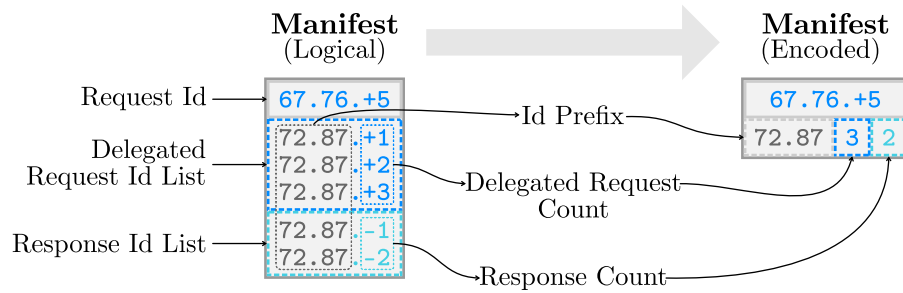 Manifest
(Logical)
Manifest
(Encoded)
Request Id
67.76.+5
67.76.+5
Delegated
Request Id List
72.87.+1
72.87.+2
72.87.+3
Id Prefix
72.87 3 2
Delegated Request
Count
Response Id List
72.87.-1
72.87.-2
Response Count